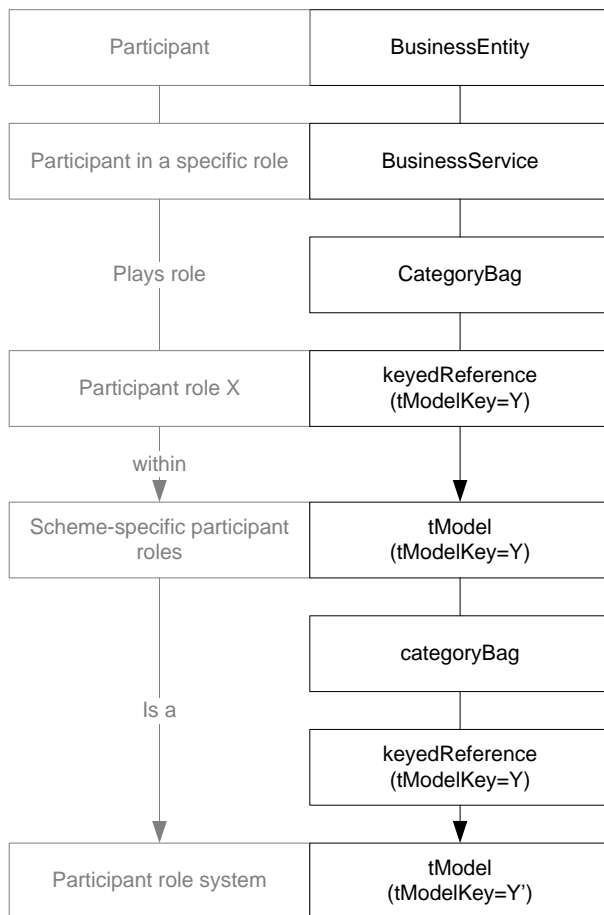 Participant
BusinessEntity
Participant in a specific role
BusinessService
Plays role
CategoryBag
Participant role X
keyedReference
(tModelKey=Y)
within
Scheme-specific participant
roles
tModel
(tModelKey=Y)
categoryBag
Is a
keyedReference
(tModelKey=Y)
Participant role system
tModel
(tModelKey=Y’)